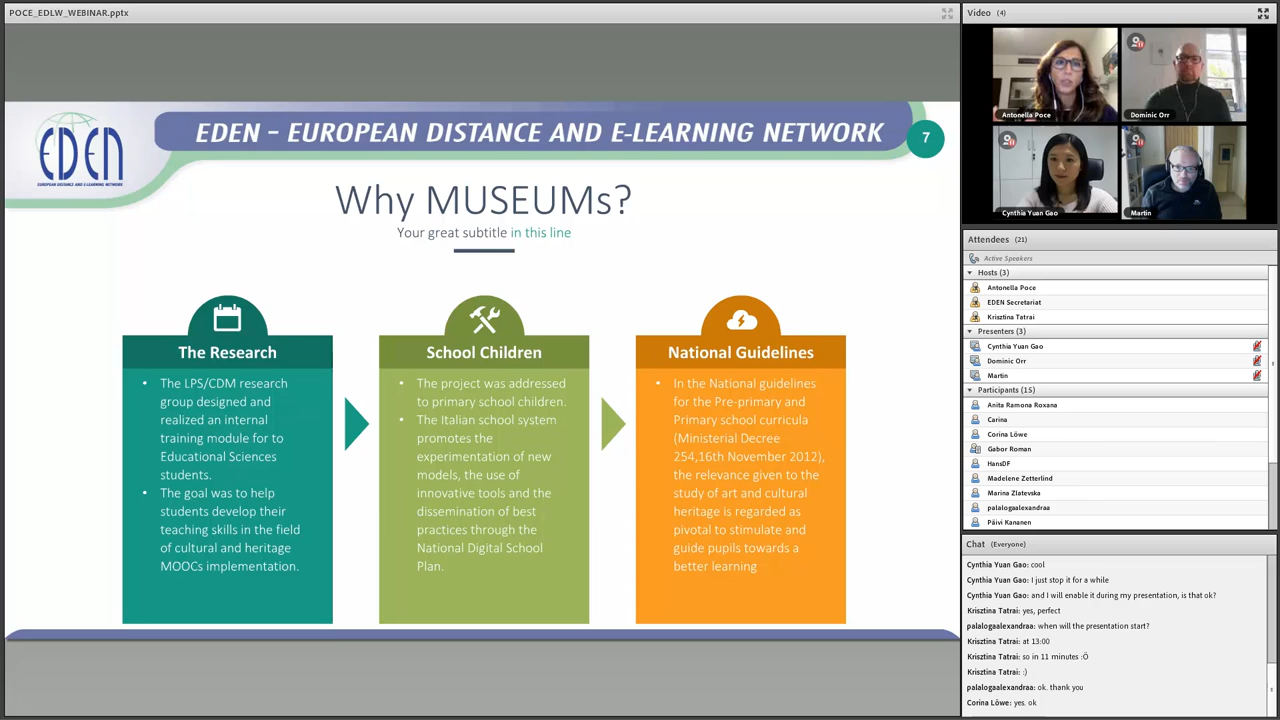 POCE_EDLW_WEBINAR.pptx
EDEN
EUROPEAN DISTANCE AND E-LEARNING NETWORK
EDEN – EUROPEAN DISTANCE AND E-LEARNING NETWORK
7
Why MUSEUMs?
Your great subtitle in this line
The Research
• The LPS/CDM research
group designed and
realized an internal
training module for to
Educational Sciences
students.
• The goal was to help
students develop their
teaching skills in the field
of cultural and heritage
MOOCs implementation.
School Children
• The project was addressed
to primary school children.
• The Italian school system
promotes the
experimentation of new
models, the use of
innovative tools and the
dissemination of best
practices through the
National Digital School
Plan.
National Guidelines
• In the National guidelines
for the Pre-primary and
Primary school curricula
(Ministerial Decree
254,16th November 2012),
the relevance given to the
study of art and cultural
heritage is regarded as
pivotal to stimulate and
guide pupils towards a
better learning
Video (4)
Antonella Poce
Dominic Orr
Cynthia Yuan Gao
Martin
Attendees (21)
Active Speakers
Hosts (3)
Antonella Poce
EDEN Secretariat
Krisztina Tatrai
Presenters (3)
Cynthia Yuan Gao
Dominic Orr
Martin
Participants (15)
Anita Ramona Roxana
Carina
Corina Löwe
Gabor Roman
HansDF
Madelene Zetterlind
Marina Zlatevska
palalogaalexandraa
Päivi Kananen
Chat (Everyone)
Cynthia Yuan Gao: cool
Cynthia Yuan Gao: I just stop it for a while
Cynthia Yuan Gao: and I will enable it during my presentation, is that ok?
Krisztina Tatrai: yes, perfect
palalogaalexandraa: when will the presentation start?
Krisztina Tatrai: at 13:00
Krisztina Tatrai: so in 11 minutes :Ö
Krisztina Tatrai: :)
palalogaalexandraa: ok. thank you
Corina Löwe: yes. ok